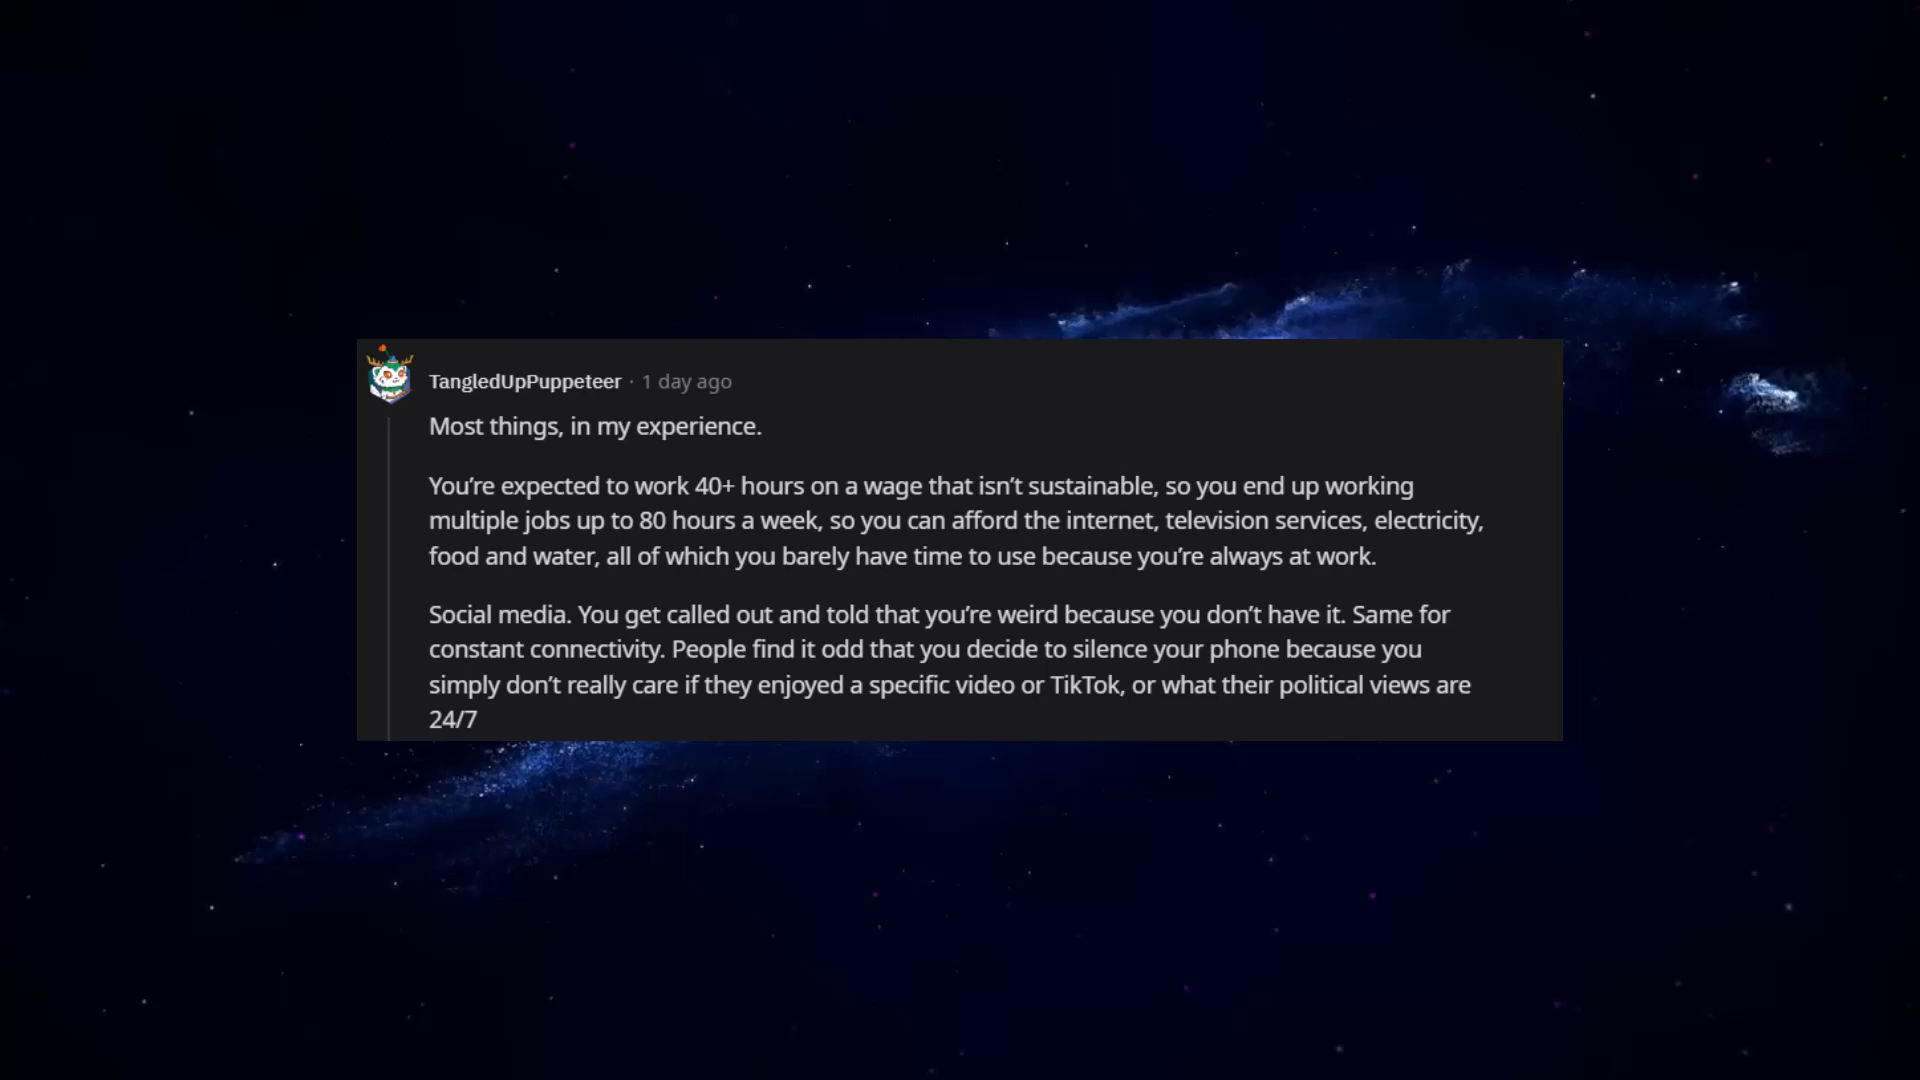 TangledUpPuppeteer · 1 day ago
Most things, in my experience.
You’re expected to work 40+ hours on a wage that isn’t sustainable, so you end up working
multiple jobs up to 80 hours a week, so you can afford the internet, television services, electricity,
food and water, all of which you barely have time to use because you’re always at work.
Social media. You get called out and told that you’re weird because you don’t have it. Same for
constant connectivity. People find it odd that you decide to silence your phone because you
simply don’t really care if they enjoyed a specific video or TikTok, or what their political views are
24/7